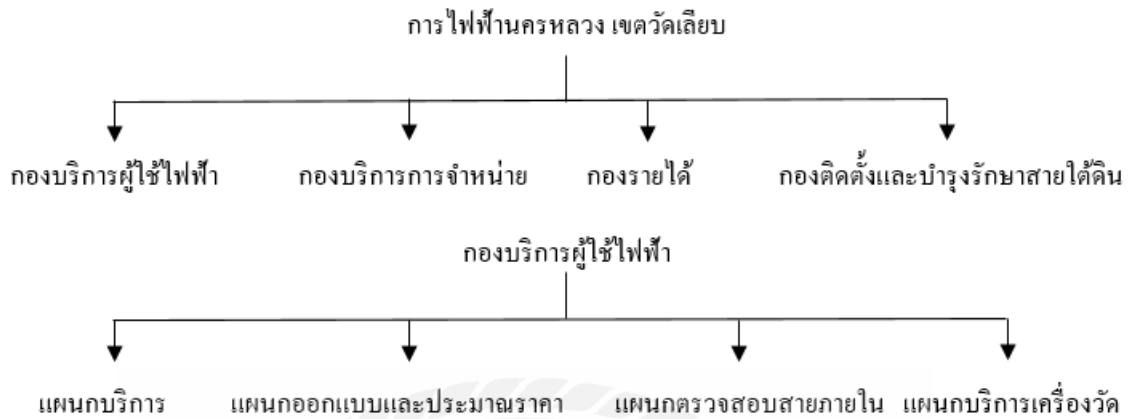 การไฟฟ้านครหลวง เขตวัดเลียบ
กองบริการผู้ใช้ไฟฟ้า กองบริการการจำหน่าย กองรายได้ กองติดตั้งและบำรุงรักษาสายใต้ดิน
กองบริการผู้ใช้ไฟฟ้า
แผนกบริการ แผนกออกแบบและประมาณราคา แผนกตรวจสอบสายภายใน แผนกบริการเครื่องวัด